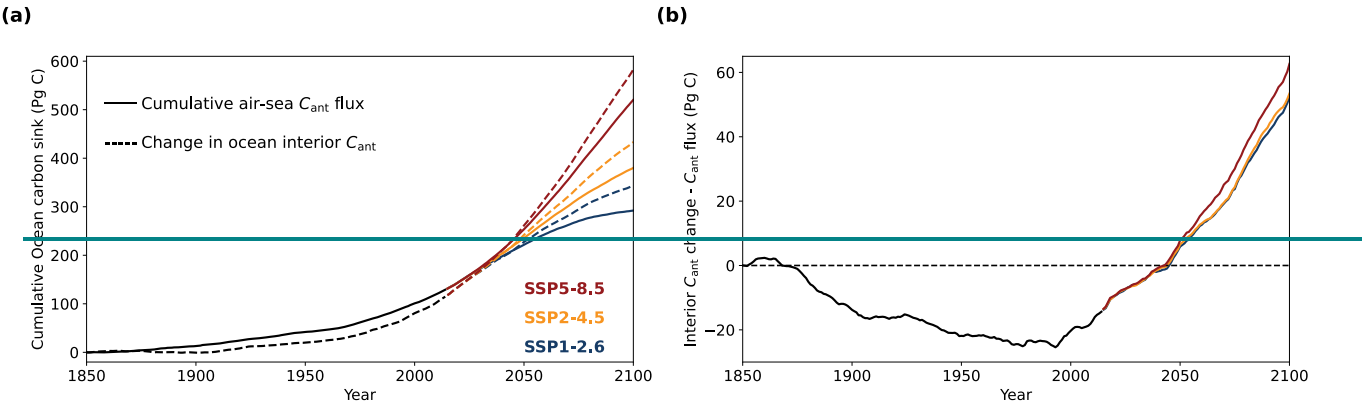 (a)
(b)
600
500
400
300
200
100
0
Cumulative Ocean carbon sink (Pg C)
Cumulative air-sea Cant flux
Change in ocean interior Cant
SSP5-8.5
SSP2-4.5
SSP1-2.6
1850 1900 1950 2000 2050 2100
Year
60
40
20
0
−20
Interior Cant change - Cant flux (Pg C)
1850 1900 1950 2000 2050 2100
Year